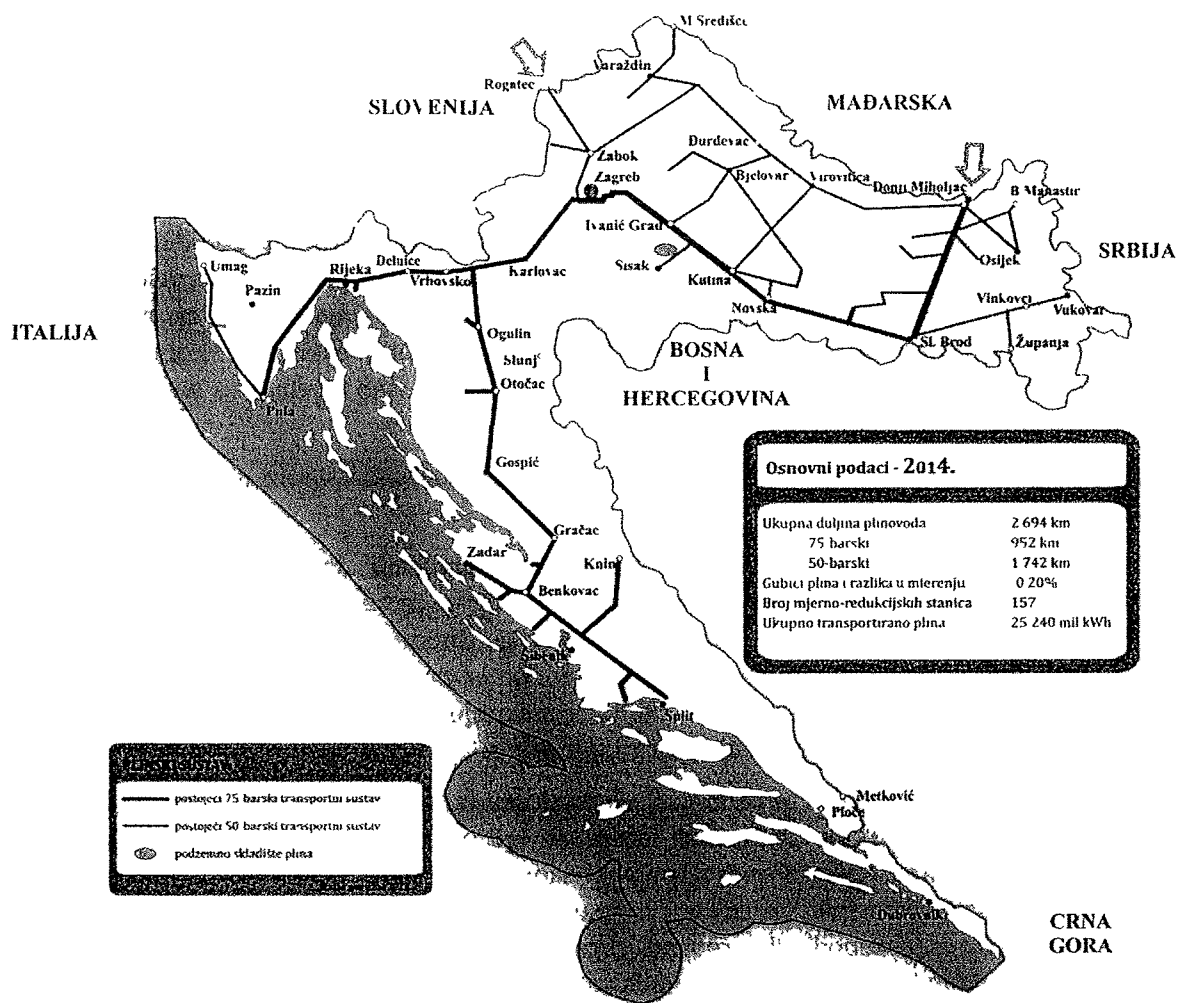 M Središće
Varaždin
Rogatec
SLOVENIJA
MAĐARSKA
Đurđevac
Zabok
Bjelovar
Virovitica
Donji Miholjac
B Manastir
Zagreb
Ivanić Grad
SRBIJA
Umag
Rijeka
Delnice
Vrbovsko
Karlovac
Sisak
Kutina
Osijek
Pazin
Novska
Vinkovci
Vukovar
ITALIJA
Ogulin
Sl. Brod
Županja
Slunj
BOSNA
I
HERCEGOVINA
Otočac
Pula
Gospić
Osnovni podaci - 2014.
Ukupna duljina plinovoda 2 694 km
75 barski 952 km
50-barski 1 742 km
Gubici plina i razlika u mjerenju 0 20%
Broj mjerno-redukcijskih stanica 157
Ukupno transportirano plina 25 240 mil kWh
Gračac
Zadar
Knin
Benkovac
Šibenik
Split
PLINSKI SUSTAV
postojeći 75 barski transportni sustav
postojeći 50 barski transportni sustav
podzemno skladište plina
Metković
Ploče
Dubrovnik
CRNA
GORA